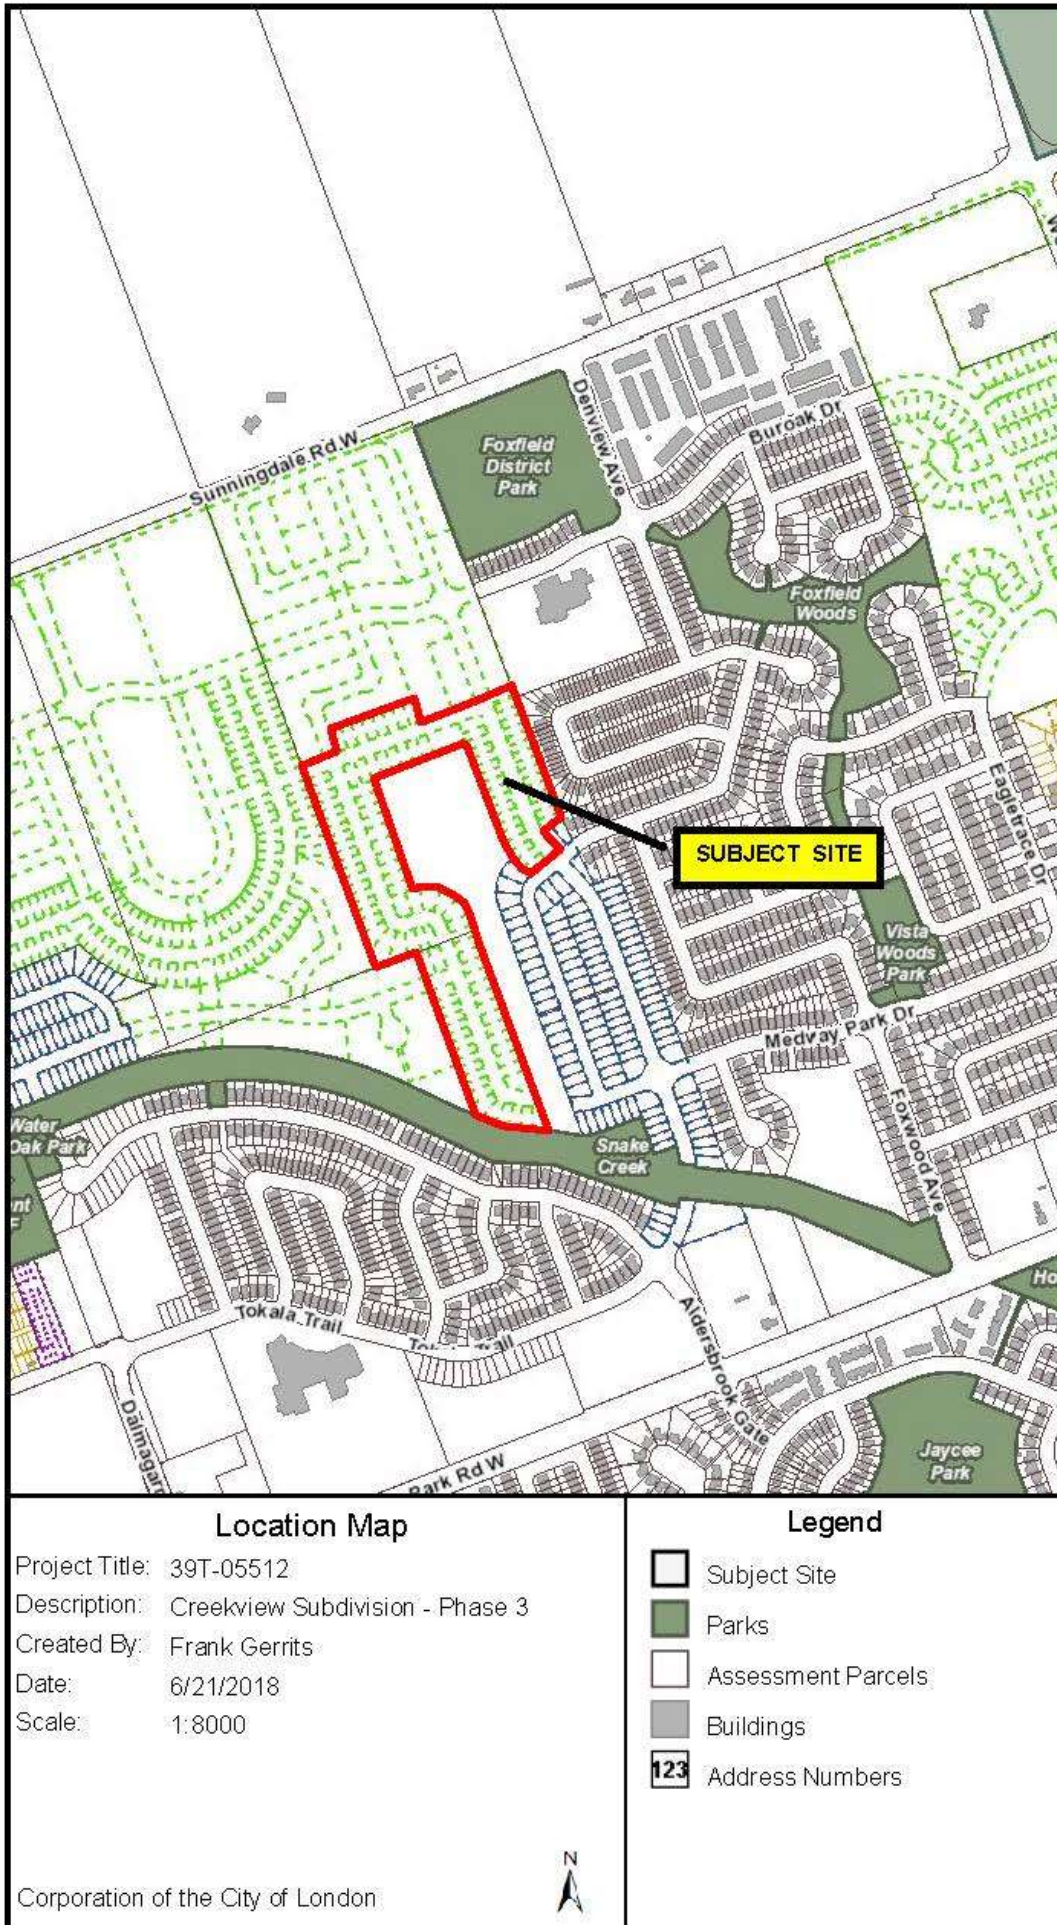 Sunningdale Rd.W
Foxfield
District
Park
Denview Ave
Buroak Dr
Foxfield
Woods
Eagletrace Dr
SUBJECT SITE
Vista
Woods
Park
Medway Park Dr
Foxwood Ave
Water
Oak Park
Snake
Creek
Tokala Trail
Aldersbrook Gate
Park Rd W
Jaycee
Park
Location Map
Project Title: 39T-05512
Description: Creekview Subdivision - Phase 3
Created By: Frank Gerrits
Date: 6/21/2018
Scale: 1:8000
N
Corporation of the City of London
Legend
Subject Site
Parks
Assessment Parcels
Buildings
123 Address Numbers